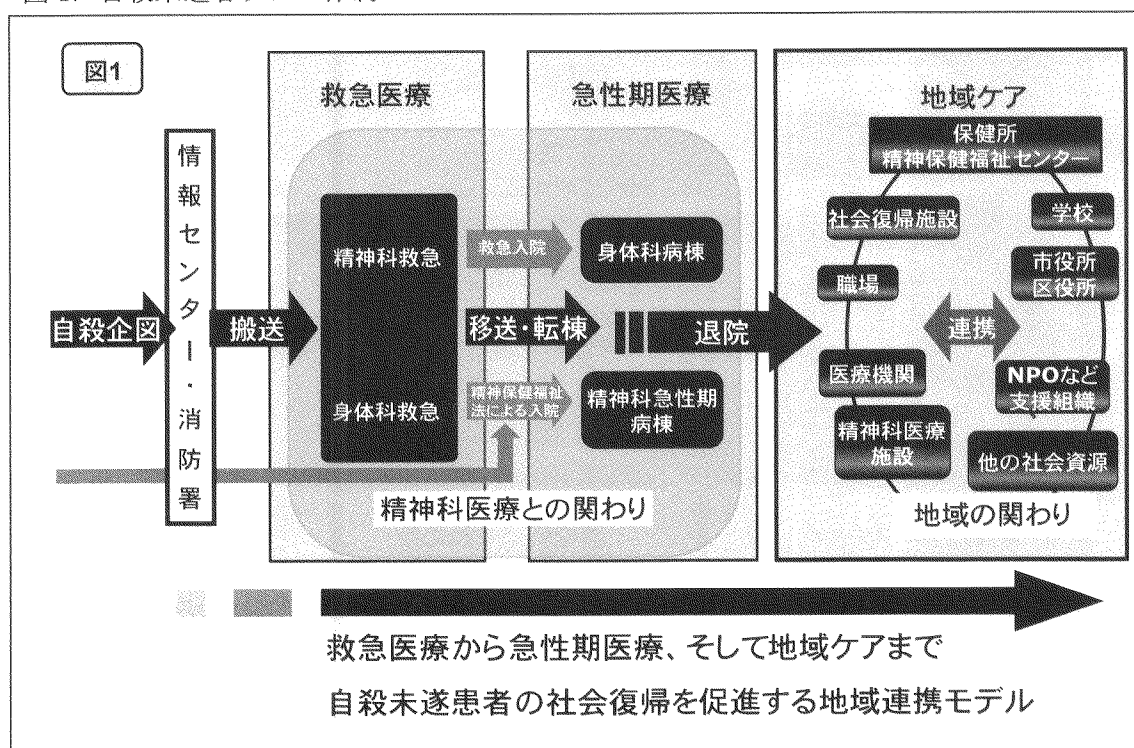 図1
救急医療
急性期医療
地域ケア
情報センター・消防署
自殺企図
搬送
精神科救急
身体科救急
救急入院
移送・転棟
精神保健福祉
法による入院
身体科病棟
精神科急性期
病棟
退院
精神科医療との関わり
保健所
精神保健福祉センター
社会復帰施設
学校
職場
市役所
区役所
連携
医療機関
NPOなど
支援組織
精神科医療
施設
他の社会資源
地域の関わり
救急医療から急性期医療、そして地域ケアまで
自殺未遂患者の社会復帰を促進する地域連携モデル